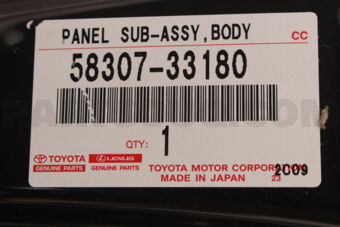 PANEL SUB-ASSY, BODY CC
58307-33180
QTY: 1
TOYOTA LEXUS
GENUINE PARTS GENUINE PARTS
TOYOTA MOTOR CORPORATION
MADE IN JAPAN 23
2009